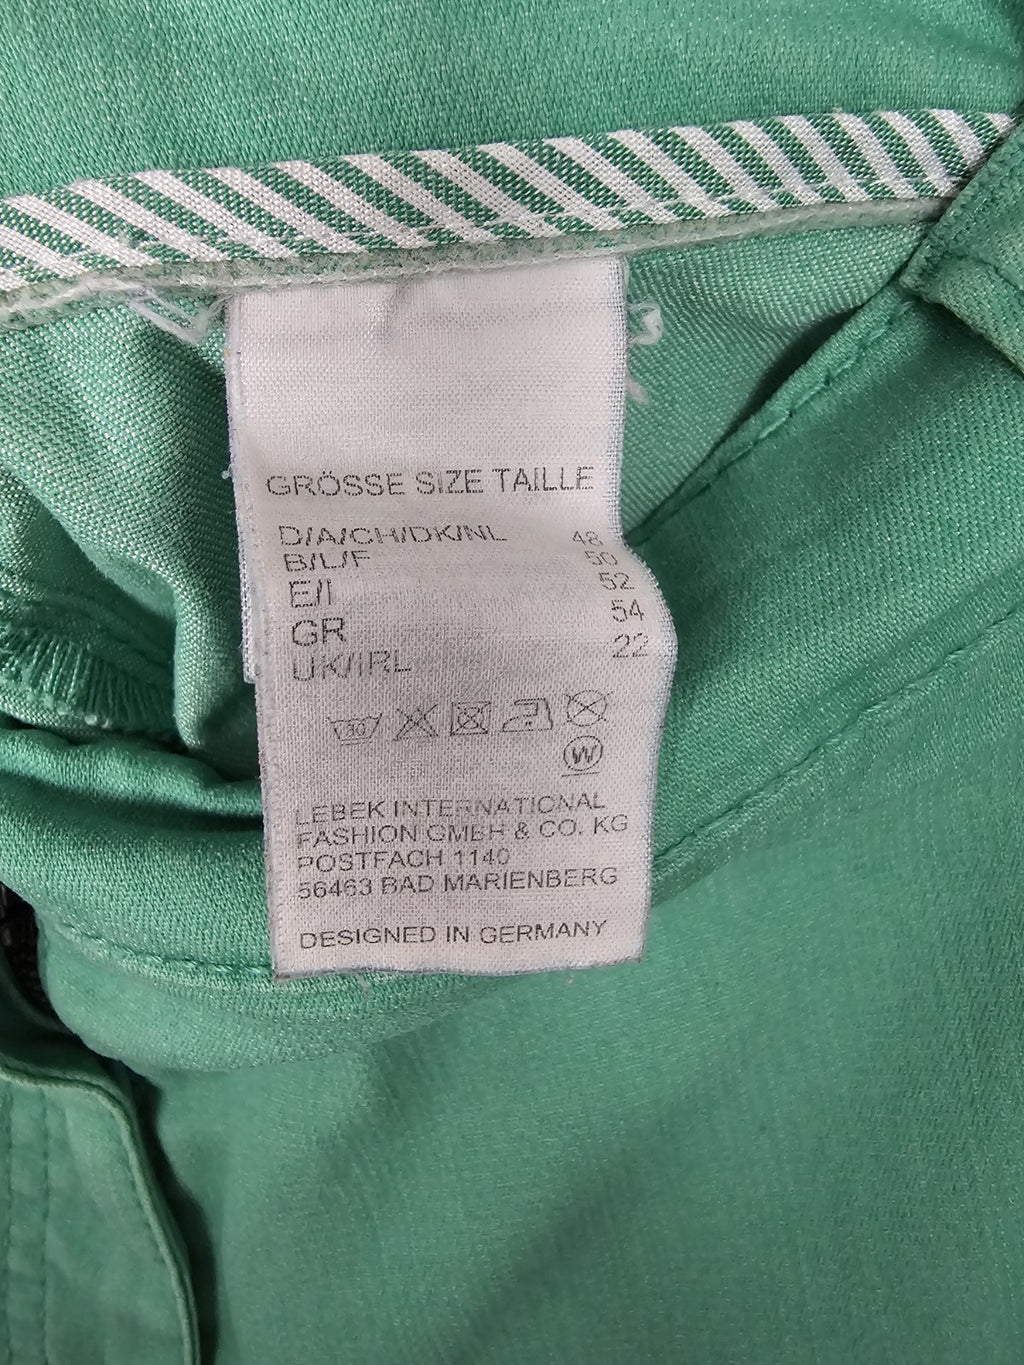 GRÖSSE SIZE TAILLE
D/A/CH/DK/NL 48
B/L/F 50
E/I 52
GR 54
UK/IRL 22
30
W
LEBEK INTERNATIONAL
FASHION GMBH & CO. KG
POSTFACH 1140
56463 BAD MARIENBERG
DESIGNED IN GERMANY